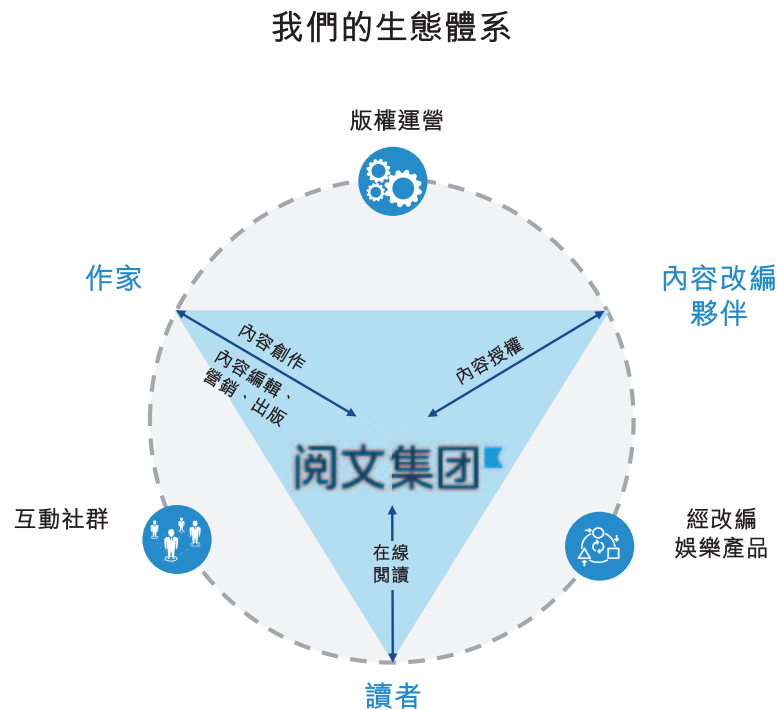 我們的生態體系
版權運營
作家
內容改編
夥伴
內容創作
內容編輯、
營銷、出版
內容授權
阅文集团
互動社群
經改編
娛樂產品
在線
閱讀
讀者